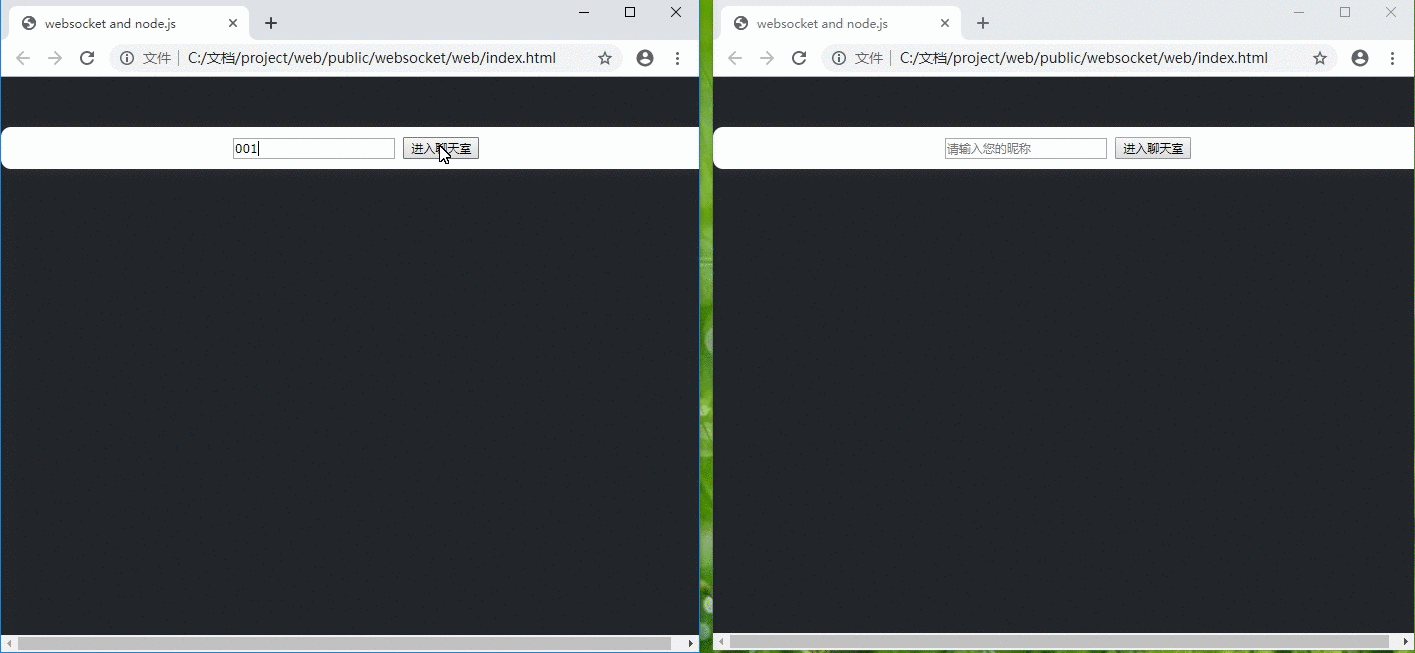 websocket and node.js
文件 C:/文档/project/web/public/websocket/web/index.html
001 进入聊天室
websocket and node.js
文件 C:/文档/project/web/public/websocket/web/index.html
请输入您的昵称 进入聊天室